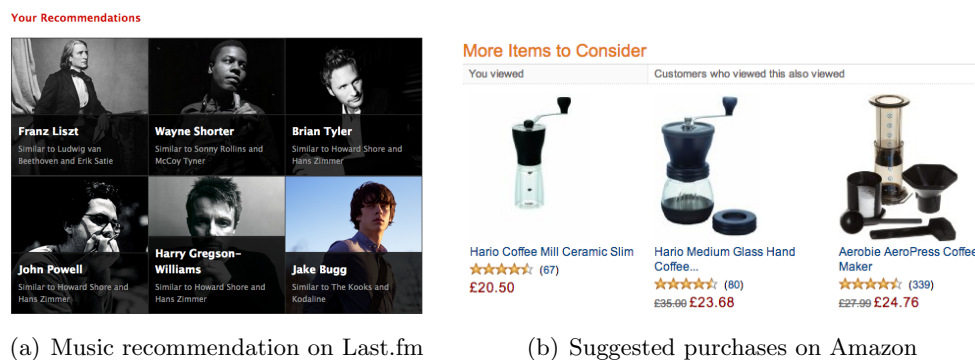 Your Recommendations
Franz Liszt
Similar to Ludwig van
Beethoven and Erik Satie
Wayne Shorter
Similar to Sonny Rollins and
McCoy Tyner
Brian Tyler
Similar to Howard Shore and
Hans Zimmer
John Powell
Similar to Howard Shore and
Hans Zimmer
Harry Gregson-
Williams
Similar to Howard Shore and
Hans Zimmer
Jake Bugg
Similar to The Kooks and
Kodaline
(a) Music recommendation on Last.fm
More Items to Consider
You viewed
Customers who viewed this also viewed
Hario Coffee Mill Ceramic Slim
(67)
£20.50
Hario Medium Glass Hand
Coffee...
(80)
£35.00 £23.68
Aerobie AeroPress Coffee
Maker
(339)
£27.99 £24.76
(b) Suggested purchases on Amazon